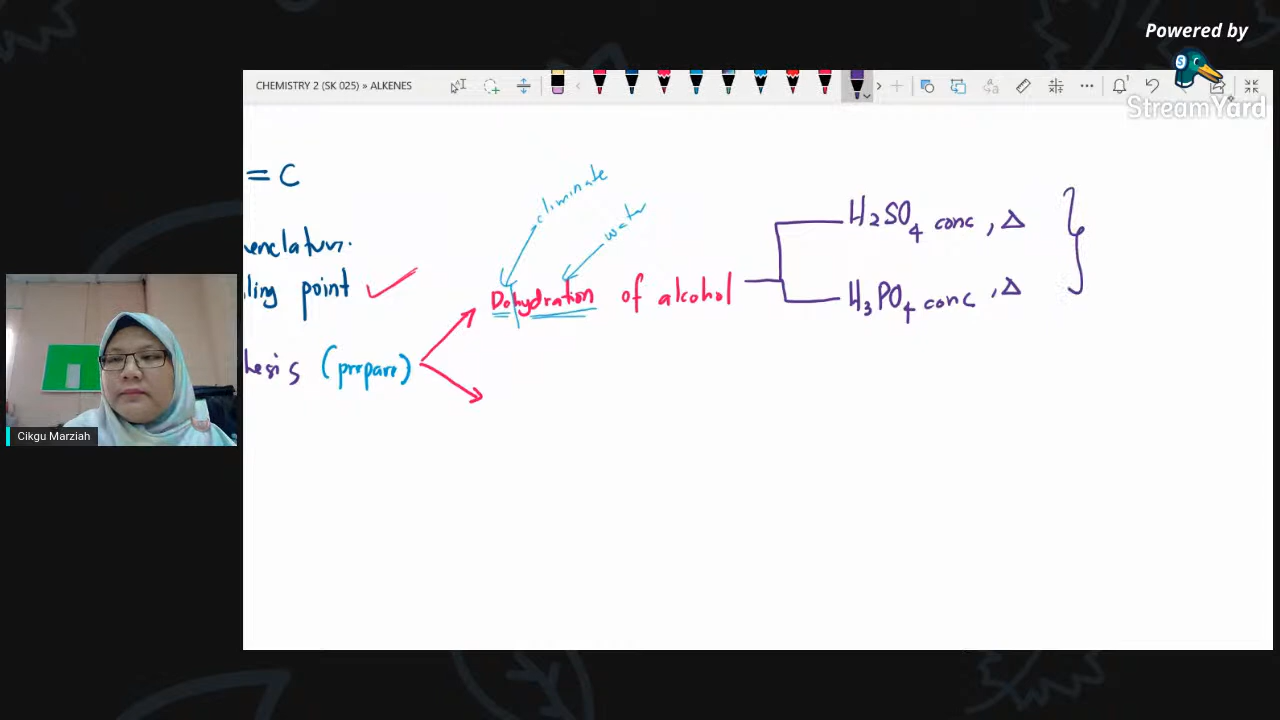 Powered by
StreamYard
CHEMISTRY 2 (SK 025) » ALKENES
= C
eliminate
water
H2SO4 conc, Δ
enclature.
ling point ✓
Dehydration of alcohol
H3PO4 conc, Δ
hesis (prepare)
Cikgu Marziah